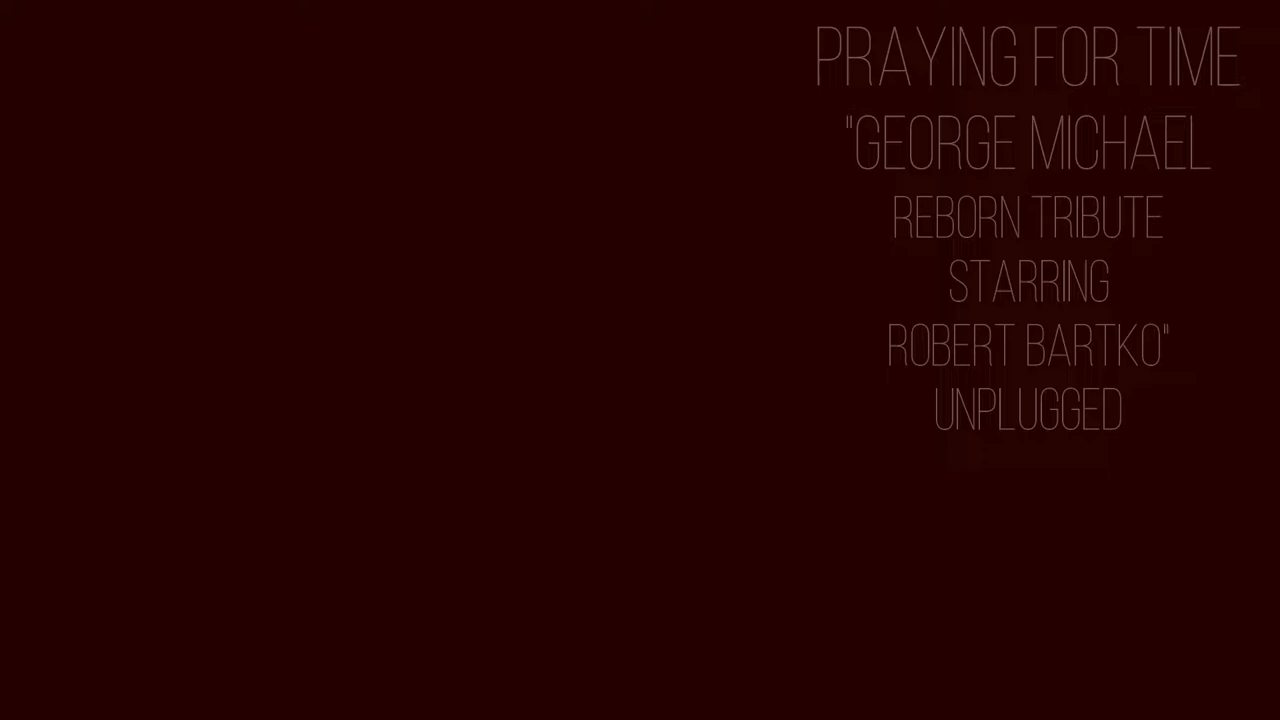 PRAYING FOR TIME
"GEORGE MICHAEL
REBORN TRIBUTE
STARRING
ROBERT BARTKO"
UNPLUGGED